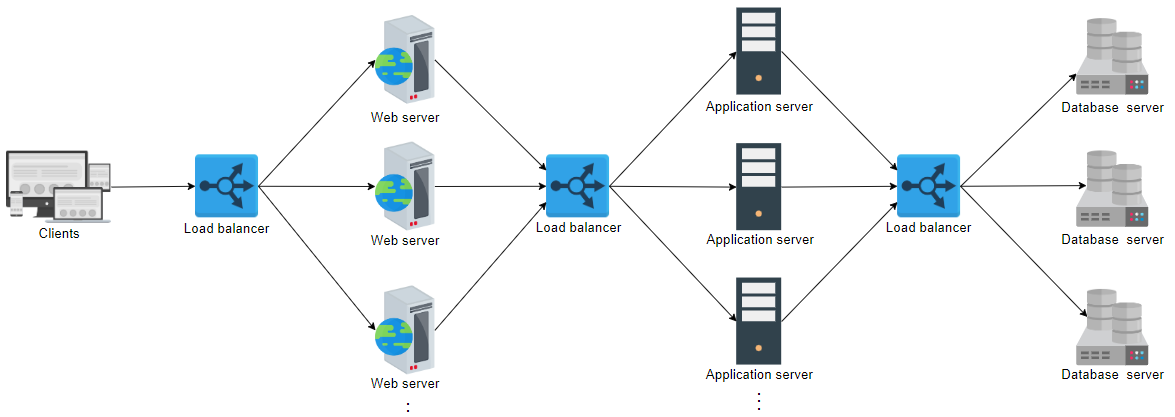 Web server
Application server
Database server
Clients
Load balancer
Web server
Load balancer
Application server
Load balancer
Database server
Web server
Application server
Database server